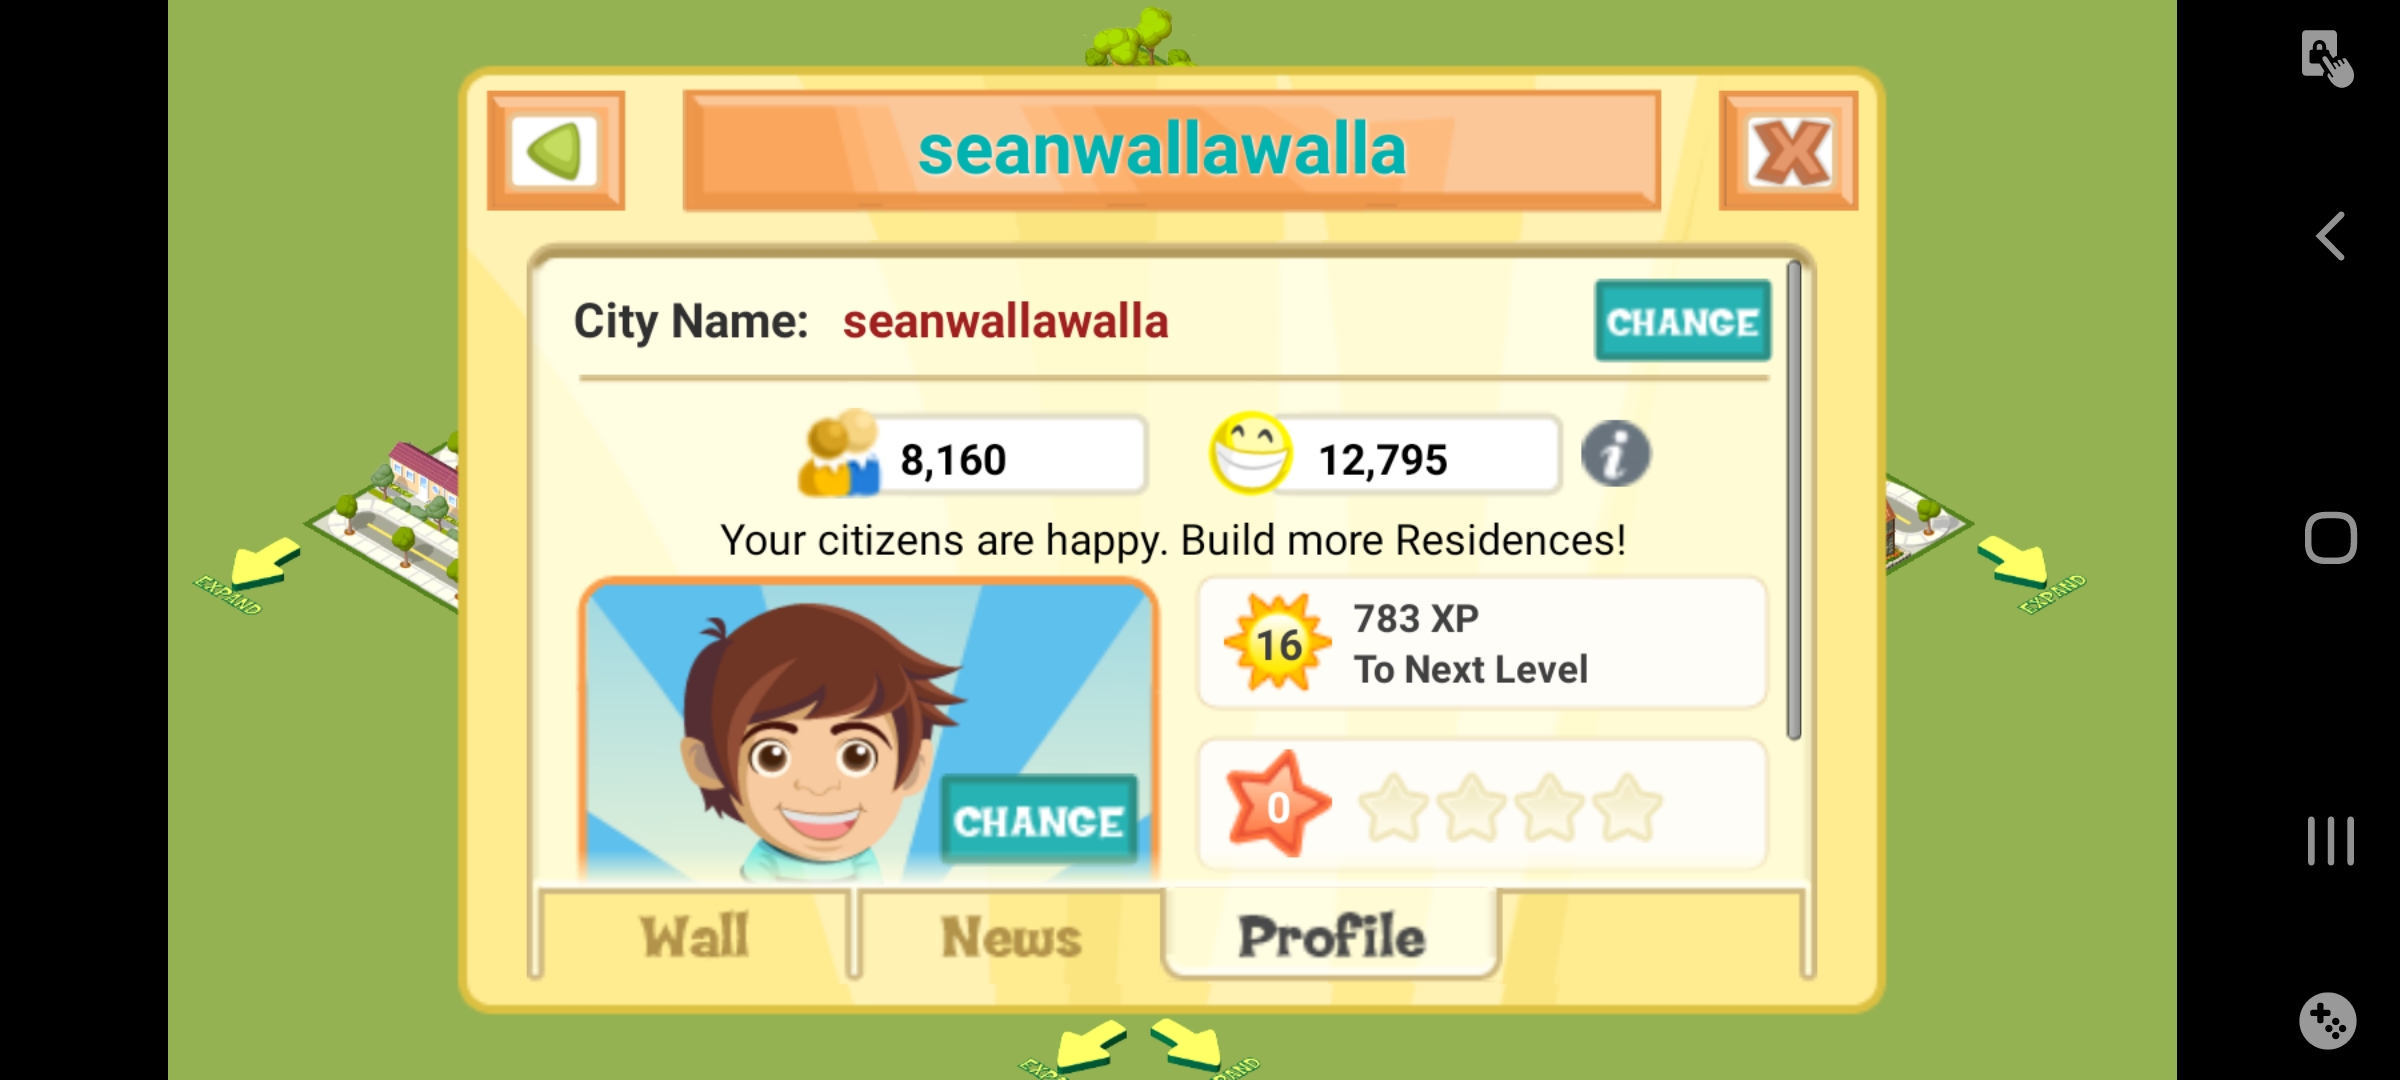 seanwallawalla
City Name: seanwallawalla
CHANGE
8,160
12,795
i
Your citizens are happy. Build more Residences!
EXPAND
EXPAND
16
783 XP
To Next Level
CHANGE
0
Wall
News
Profile